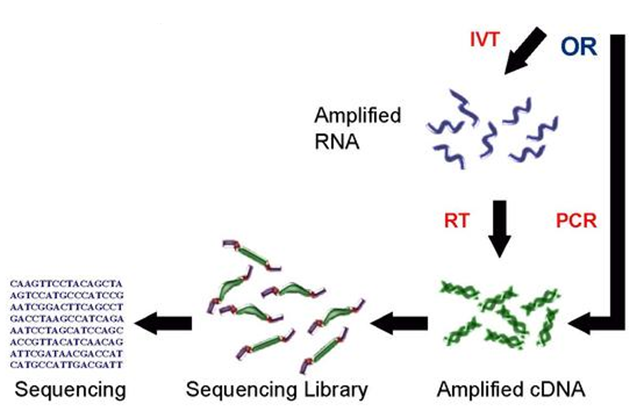 IVT
OR
Amplified
RNA
RT
PCR
CAAGTTCCTACAGCTA
AGTCCATGCCCATCCG
AATCGGACTTCAGCCT
GACCTAAGCCATCAGA
AATCCTAGCATCCAGC
ACCGTTACATCAACAG
ATTCGATAACGACCAT
CATGCCATTGACGATT
Sequencing
Sequencing Library
Amplified cDNA